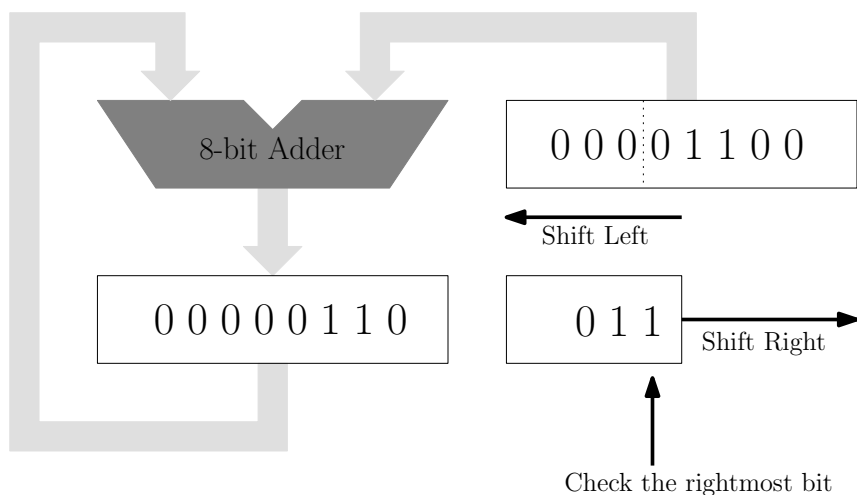 8-bit Adder
0 0 0 0 1 1 0 0
Shift Left
0 0 0 0 0 1 1 0
0 1 1
Shift Right
Check the rightmost bit